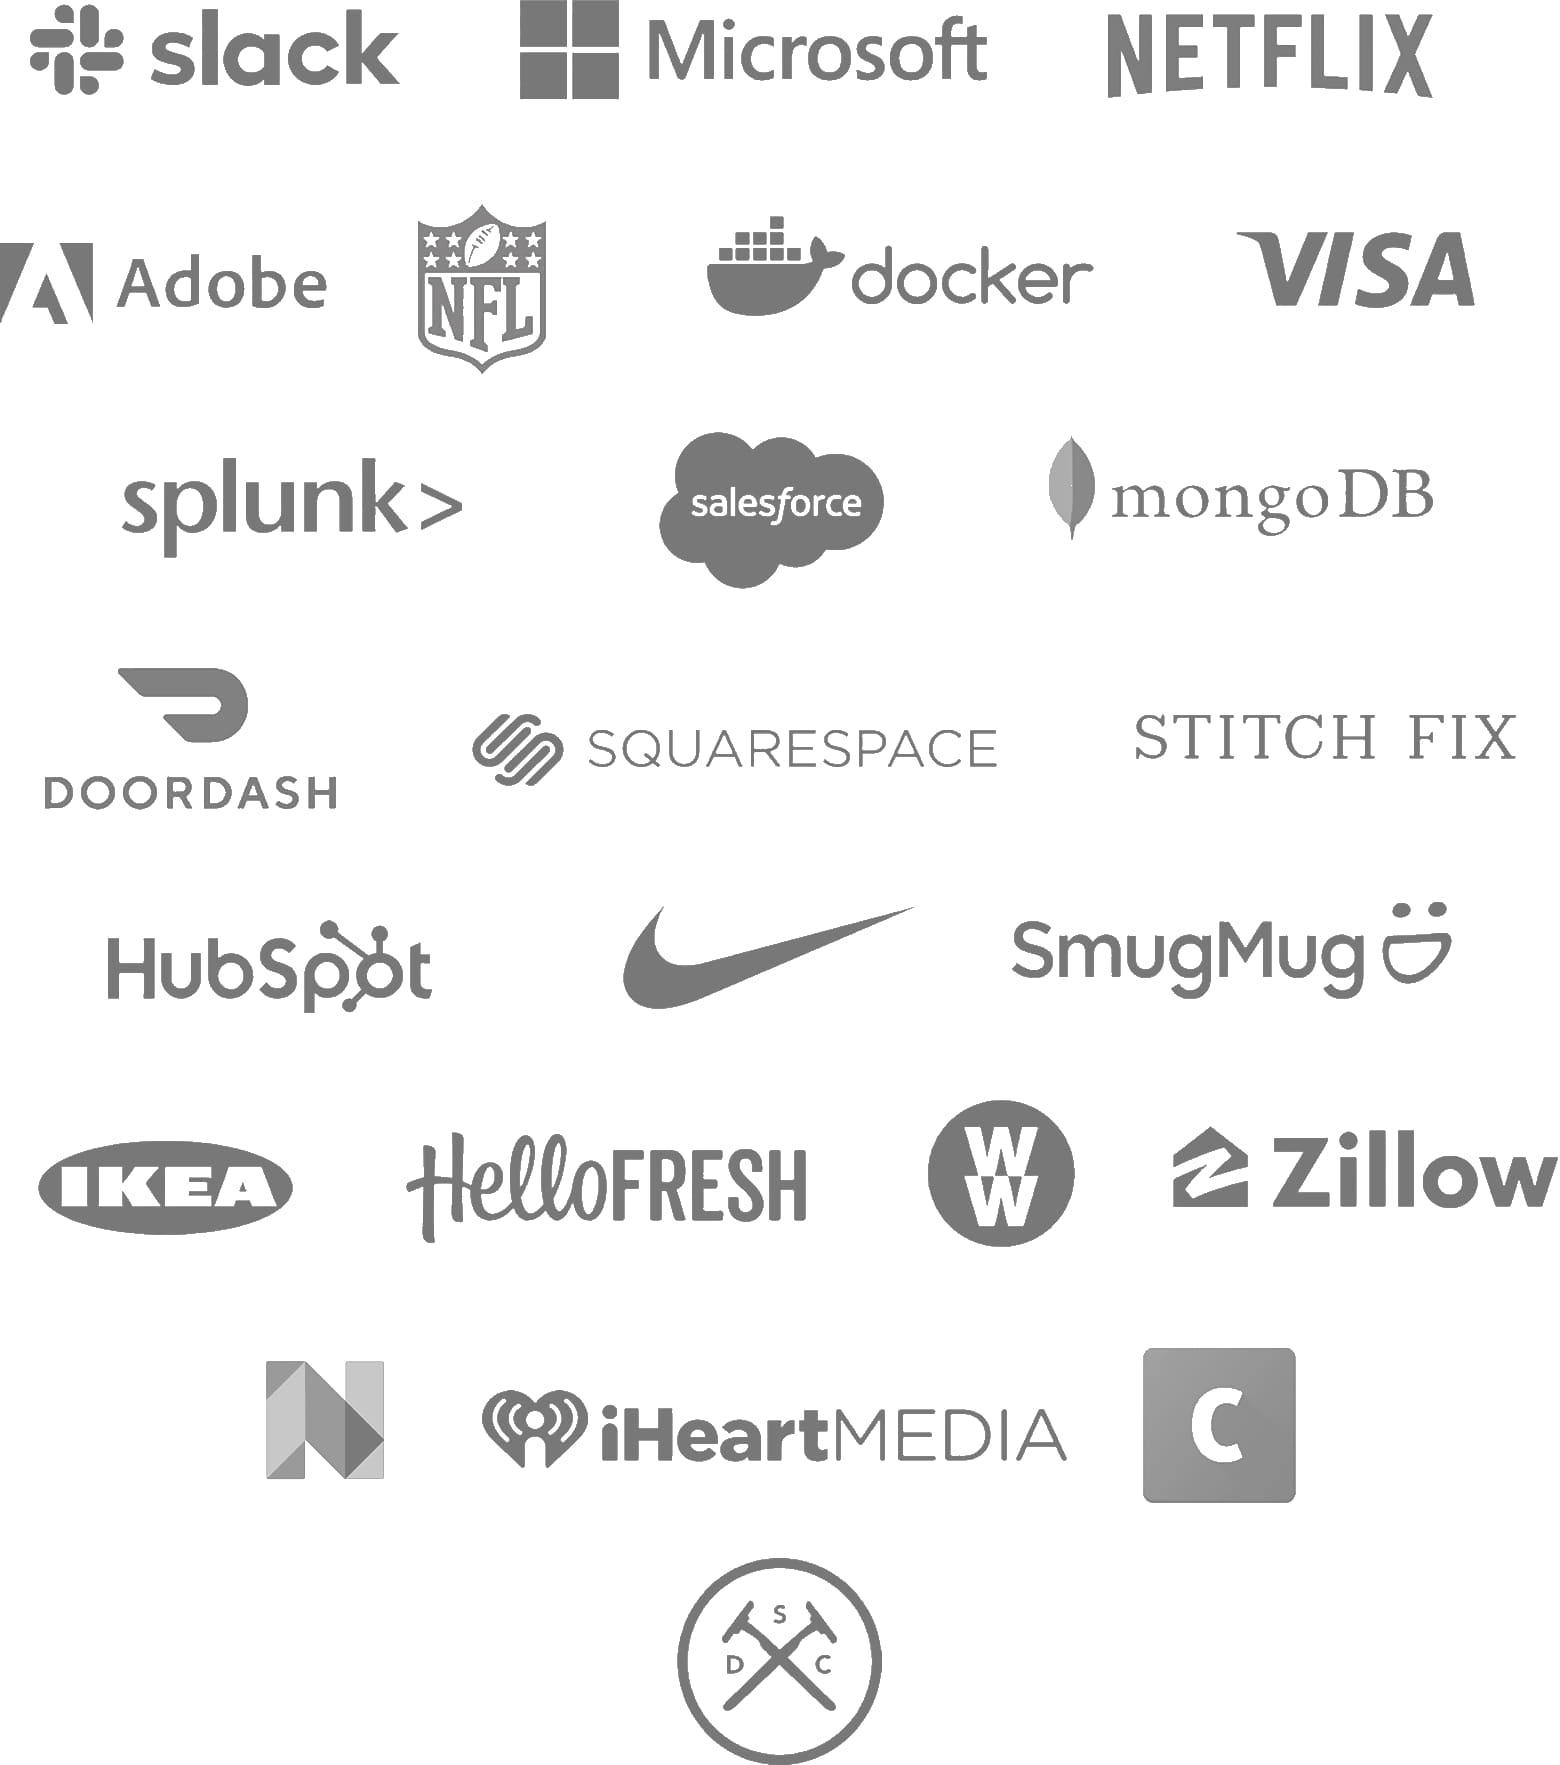 slack Microsoft NETFLIX
Adobe NFL docker VISA
splunk> salesforce mongoDB
DOORDASH SQUARESPACE STITCH FIX
HubSpot SmugMug
IKEA HelloFRESH WW Zillow
N iHeartMEDIA C
S
D C